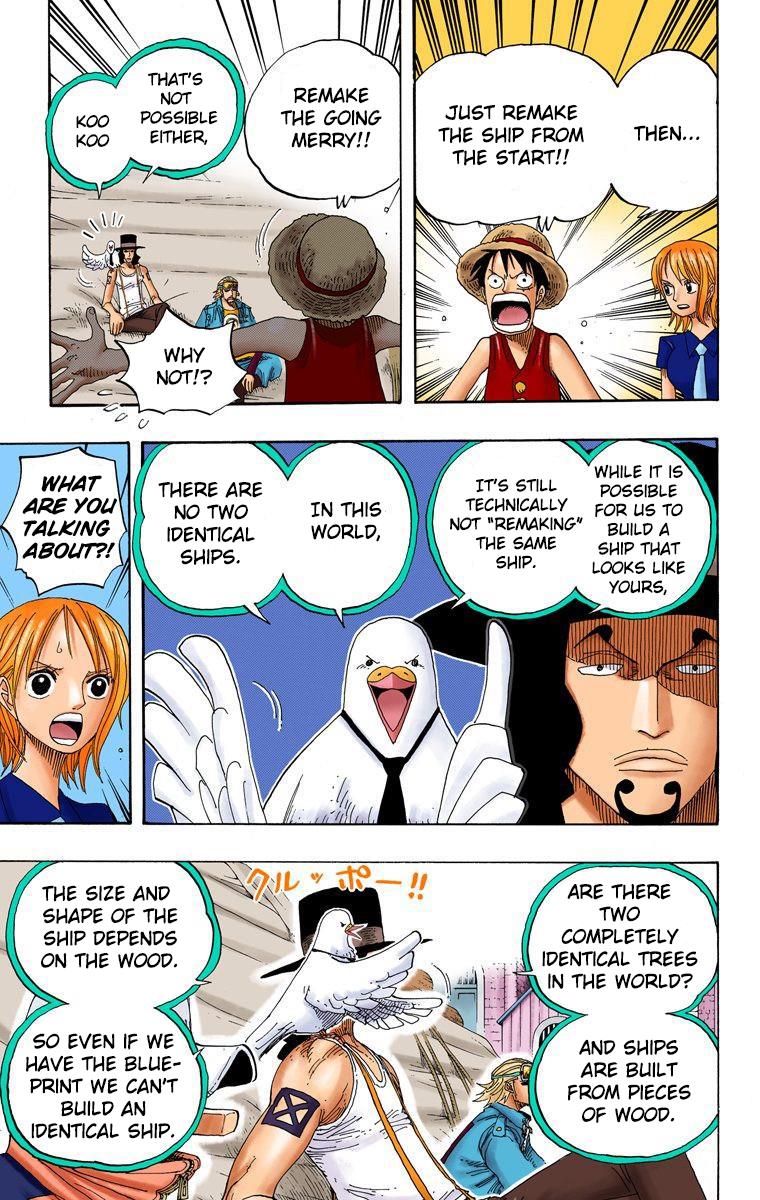 THEN...
JUST REMAKE
THE SHIP FROM
THE START!!
REMAKE
THE GOING
MERRY!!
THAT'S
NOT
POSSIBLE
EITHER,
KOO
KOO
WHY
NOT!?
WHILE IT IS
POSSIBLE
FOR US TO
BUILD A
SHIP THAT
LOOKS LIKE
YOURS,
IT'S STILL
TECHNICALLY
NOT "REMAKING"
THE SAME
SHIP.
IN THIS
WORLD,
THERE ARE
NO TWO
IDENTICAL
SHIPS.
WHAT
ARE YOU
TALKING
ABOUT?!
ARE THERE
TWO
COMPLETELY
IDENTICAL TREES
IN THE WORLD?
AND SHIPS
ARE BUILT
FROM PIECES
OF WOOD.
クルッポー!!
THE SIZE AND
SHAPE OF THE
SHIP DEPENDS
ON THE WOOD.
SO EVEN IF WE
HAVE THE BLUE-
PRINT WE CAN'T
BUILD AN
IDENTICAL SHIP.